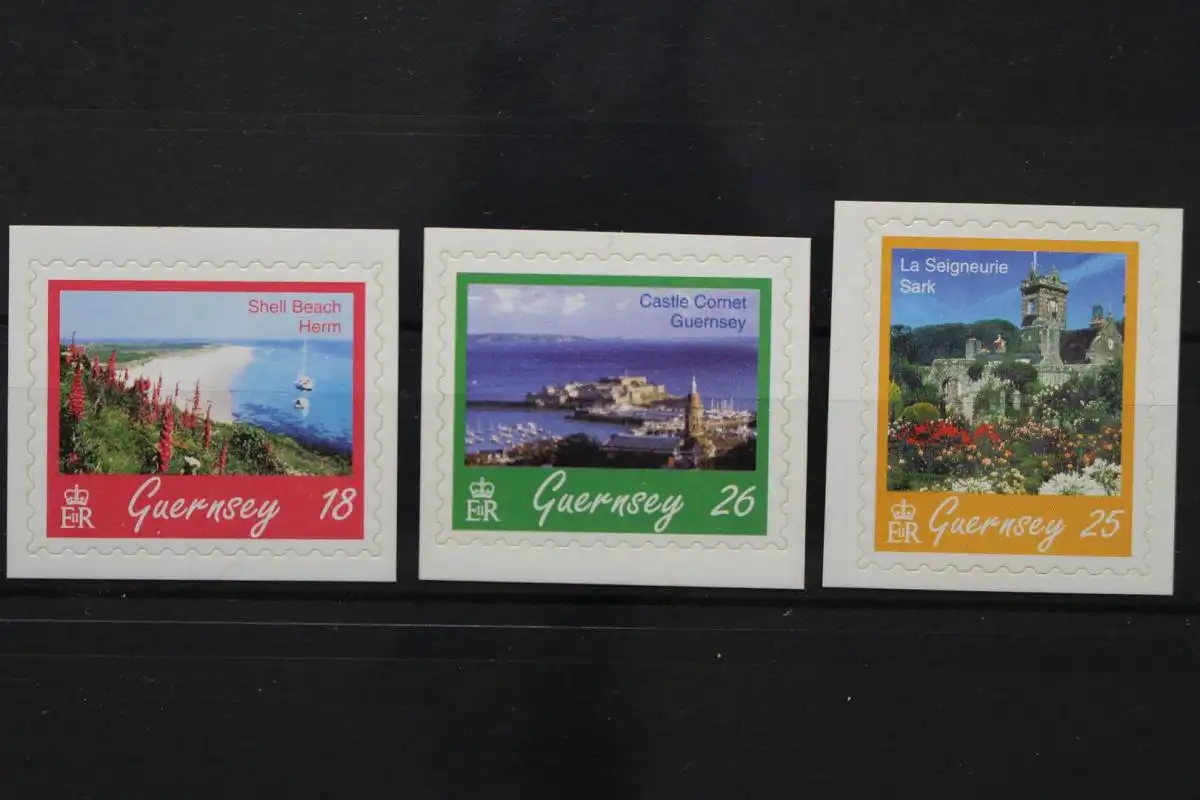 Shell Beach
Herm
EIIR Guernsey 18
Castle Cornet
Guernsey
EIIR Guernsey 26
La Seigneurie
Sark
EIIR Guernsey 25